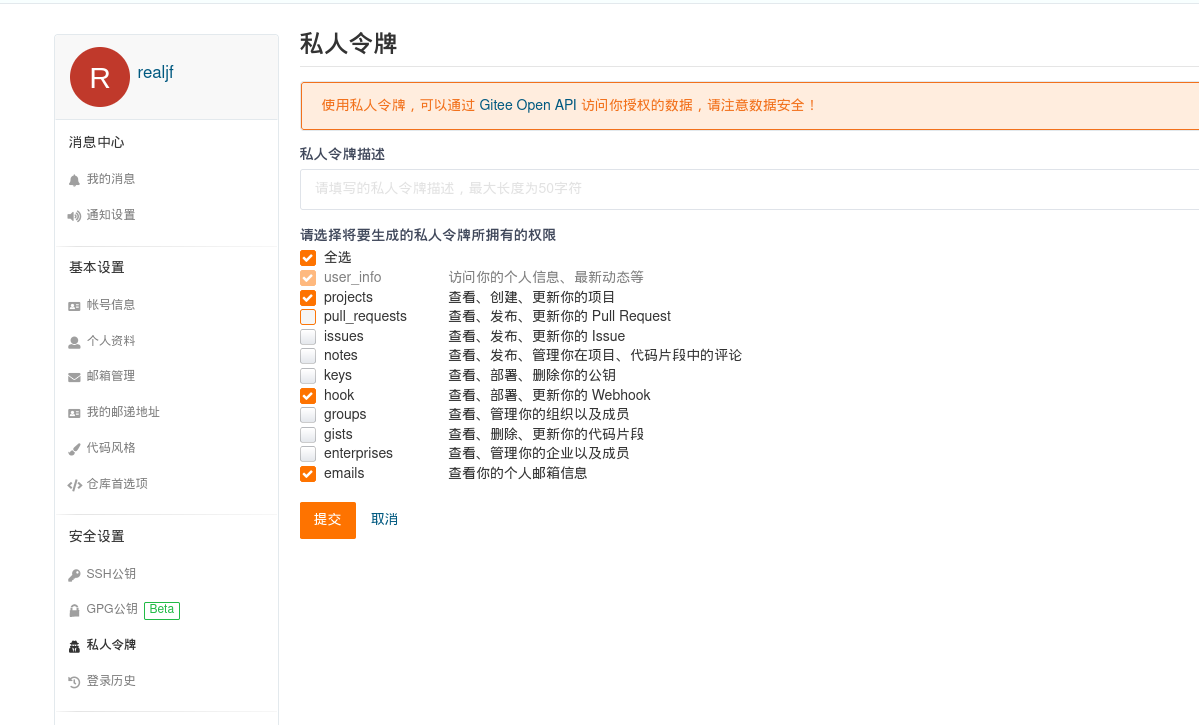 R realjf
消息中心
我的消息
通知设置
基本设置
帐号信息
个人资料
邮箱管理
我的邮递地址
代码风格
仓库首选项
安全设置
SSH公钥
GPG公钥 Beta
私人令牌
登录历史
私人令牌
使用私人令牌，可以通过 Gitee Open API 访问你授权的数据，请注意数据安全！
私人令牌描述
请填写的私人令牌描述，最大长度为50字符
请选择将要生成的私人令牌所拥有的权限
全选
user_info 访问你的个人信息、最新动态等
projects 查看、创建、更新你的项目
pull_requests 查看、发布、更新你的 Pull Request
issues 查看、发布、更新你的 Issue
notes 查看、发布、管理你在项目、代码片段中的评论
keys 查看、部署、删除你的公钥
hook 查看、部署、更新你的 Webhook
groups 查看、管理你的组织以及成员
gists 查看、删除、更新你的代码片段
enterprises 查看、管理你的企业以及成员
emails 查看你的个人邮箱信息
提交 取消